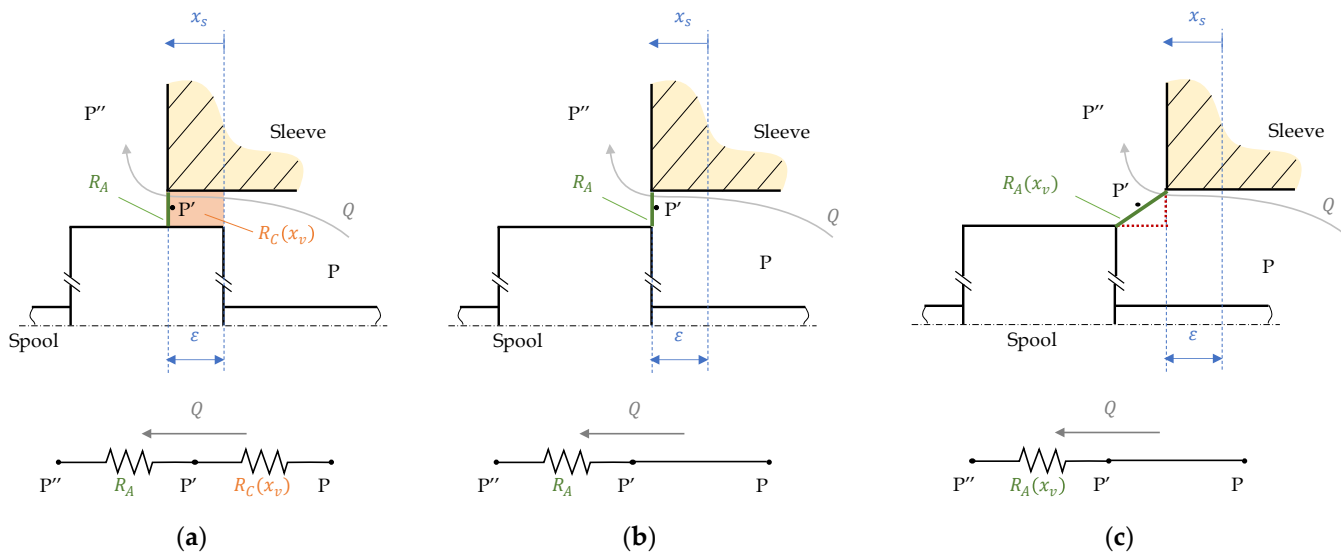 x_s
P''
Sleeve
R_A
P'
Q
R_C(x_v)
P
Spool
ε
Q
P''
R_A
P'
R_C(x_v)
P
(a)
x_s
P''
Sleeve
R_A
P'
Q
P
Spool
ε
Q
P''
R_A
P'
P
(b)
x_s
P''
Sleeve
P'
R_A(x_v)
Q
P
Spool
ε
Q
P''
R_A(x_v)
P'
P
(c)